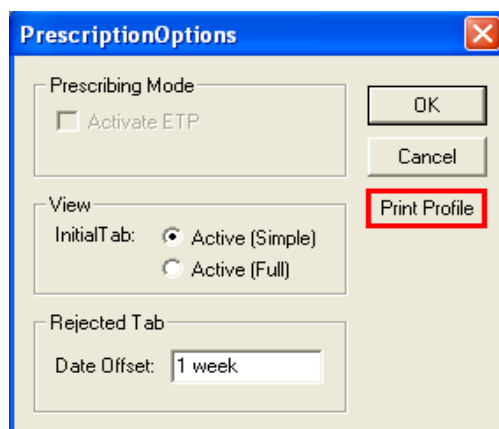 PrescriptionOptions
Prescribing Mode
Activate ETP
OK
Cancel
View
InitialTab:
Active (Simple)
Active (Full)
Print Profile
Rejected Tab
Date Offset:
1 week